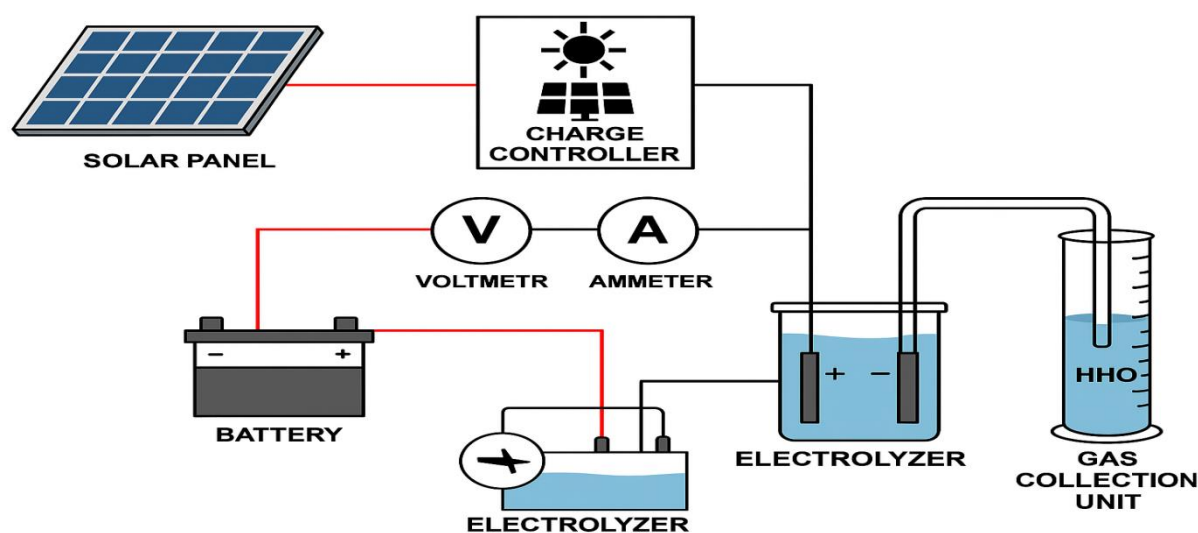 SOLAR PANEL
CHARGE
CONTROLLER
V
A
VOLTMETR
AMMETER
- +
BATTERY
+ -
HHO
ELECTROLYZER
ELECTROLYZER
GAS
COLLECTION
UNIT